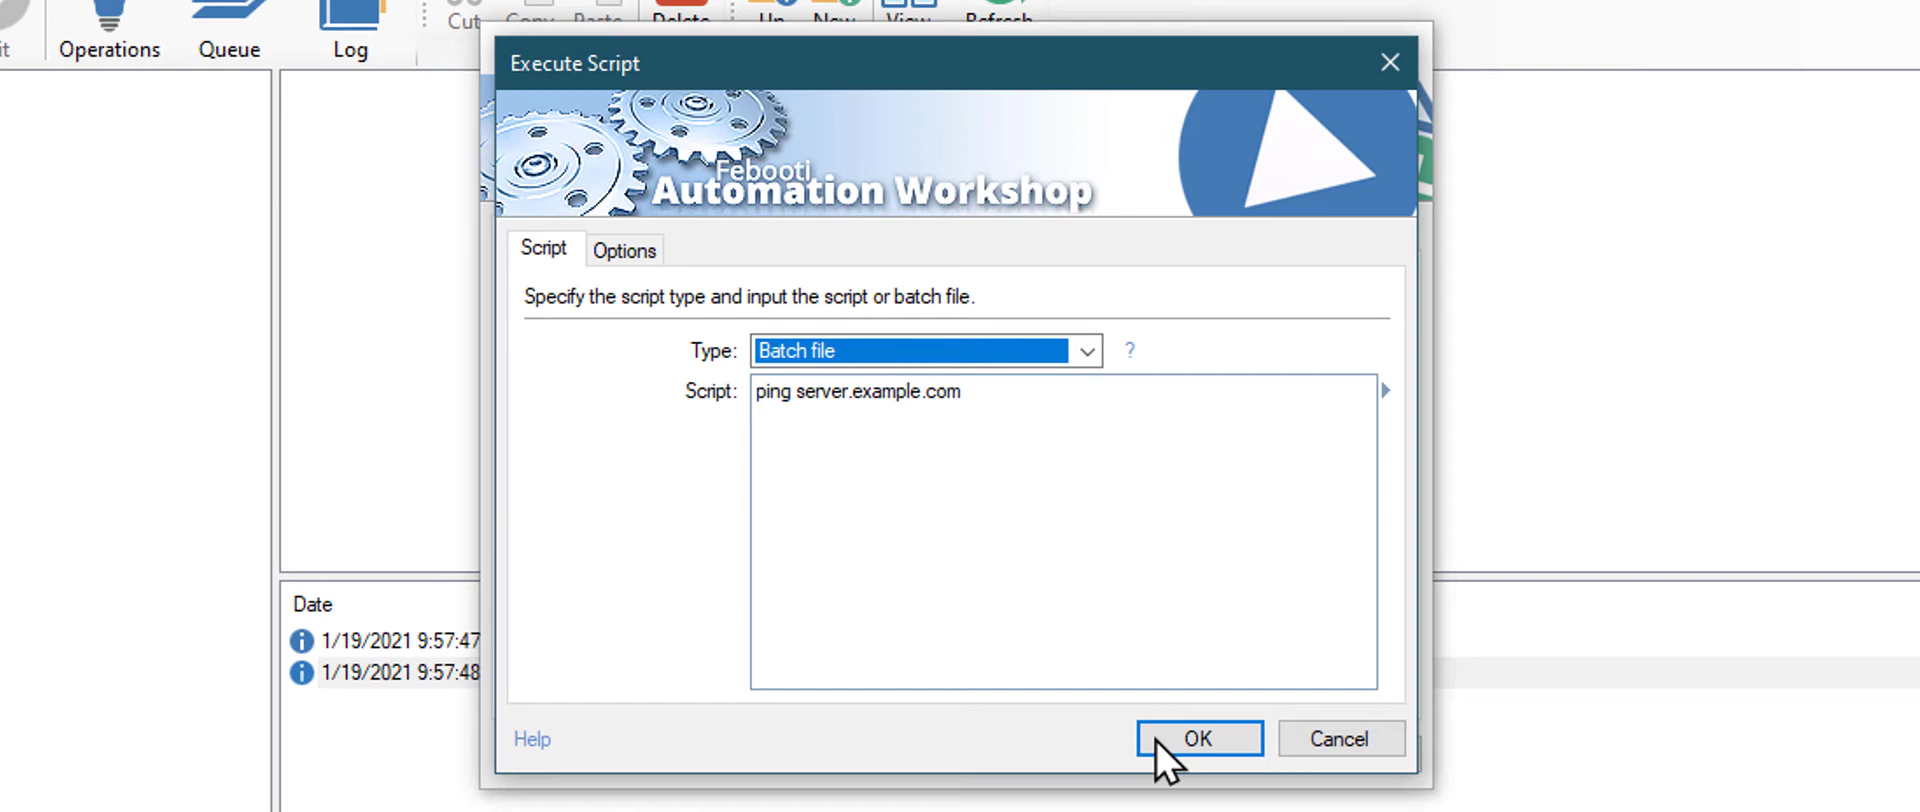 Cut Copy Paste Delete Up New View Refresh
it Operations Queue Log
Execute Script
Febooti
Automation Workshop
Script Options
Specify the script type and input the script or batch file.
Type: Batch file ?
Script: ping server.example.com
Date
1/19/2021 9:57:47
1/19/2021 9:57:48
Help OK Cancel